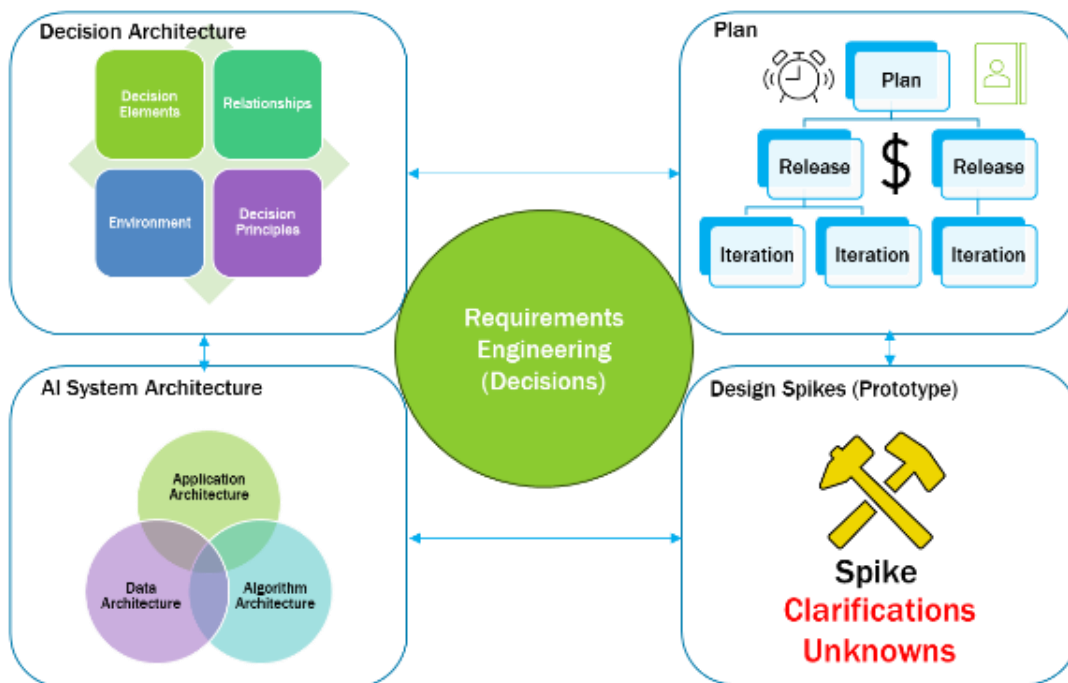 Decision Architecture
Decision
Elements
Relationships
Environment
Decision
Principles
Plan
Plan
Release
$
Release
Iteration
Iteration
Iteration
Requirements
Engineering
(Decisions)
AI System Architecture
Application
Architecture
Data
Architecture
Algorithm
Architecture
Design Spikes (Prototype)
Spike
Clarifications
Unknowns